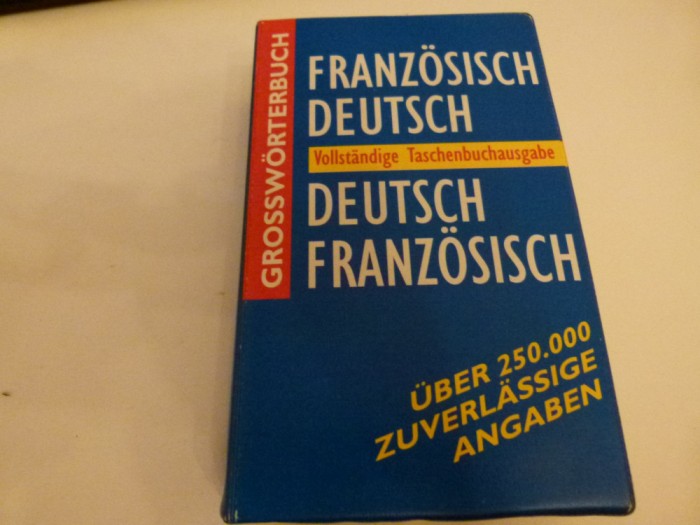 GROSSWÖRTERBUCH
FRANZÖSISCH
DEUTSCH
Vollständige Taschenbuchausgabe
DEUTSCH
FRANZÖSISCH
ÜBER 250.000
ZUVERLÄSSIGE
ANGABEN